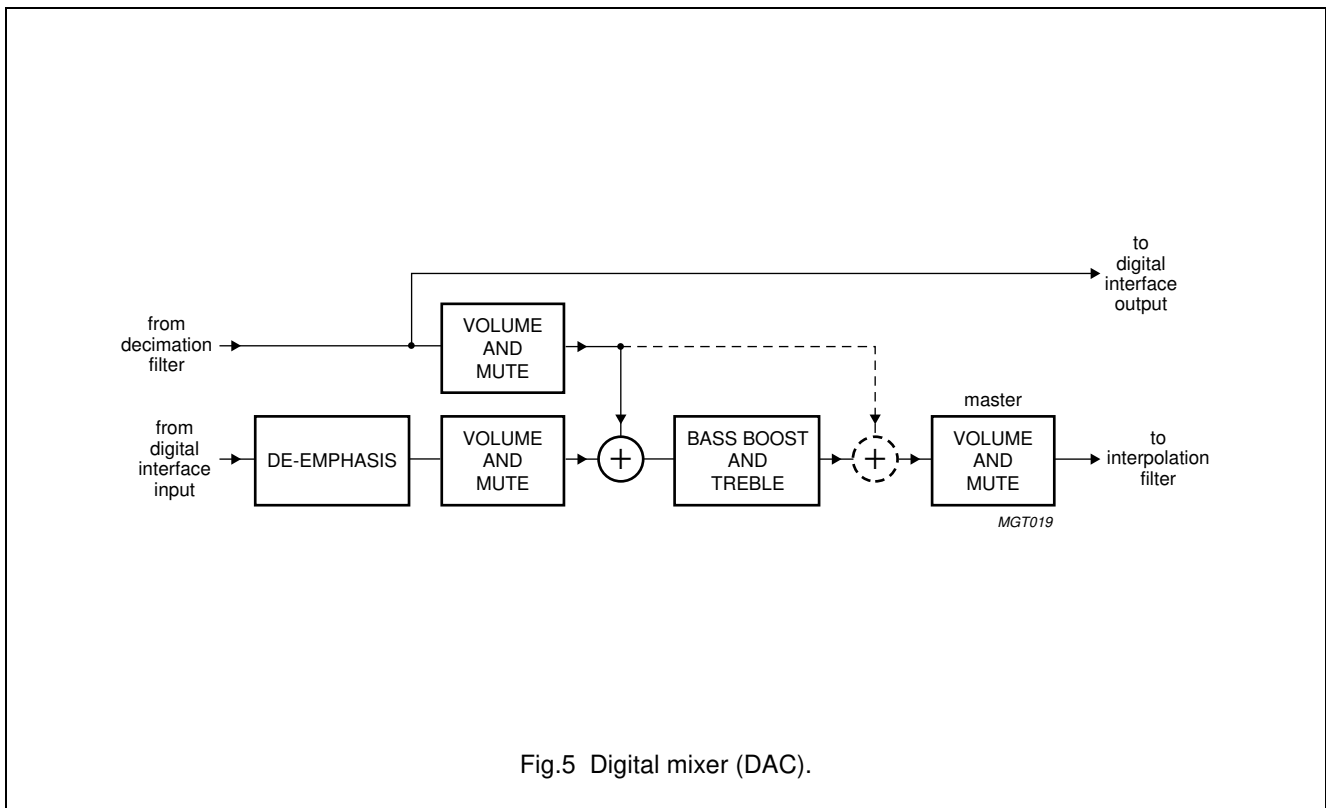 to
digital
interface
output
from
decimation
filter
VOLUME
AND
MUTE
from
digital
interface
input
DE-EMPHASIS
VOLUME
AND
MUTE
+
BASS BOOST
AND
TREBLE
+
master
VOLUME
AND
MUTE
to
interpolation
filter
MGT019
Fig.5 Digital mixer (DAC).